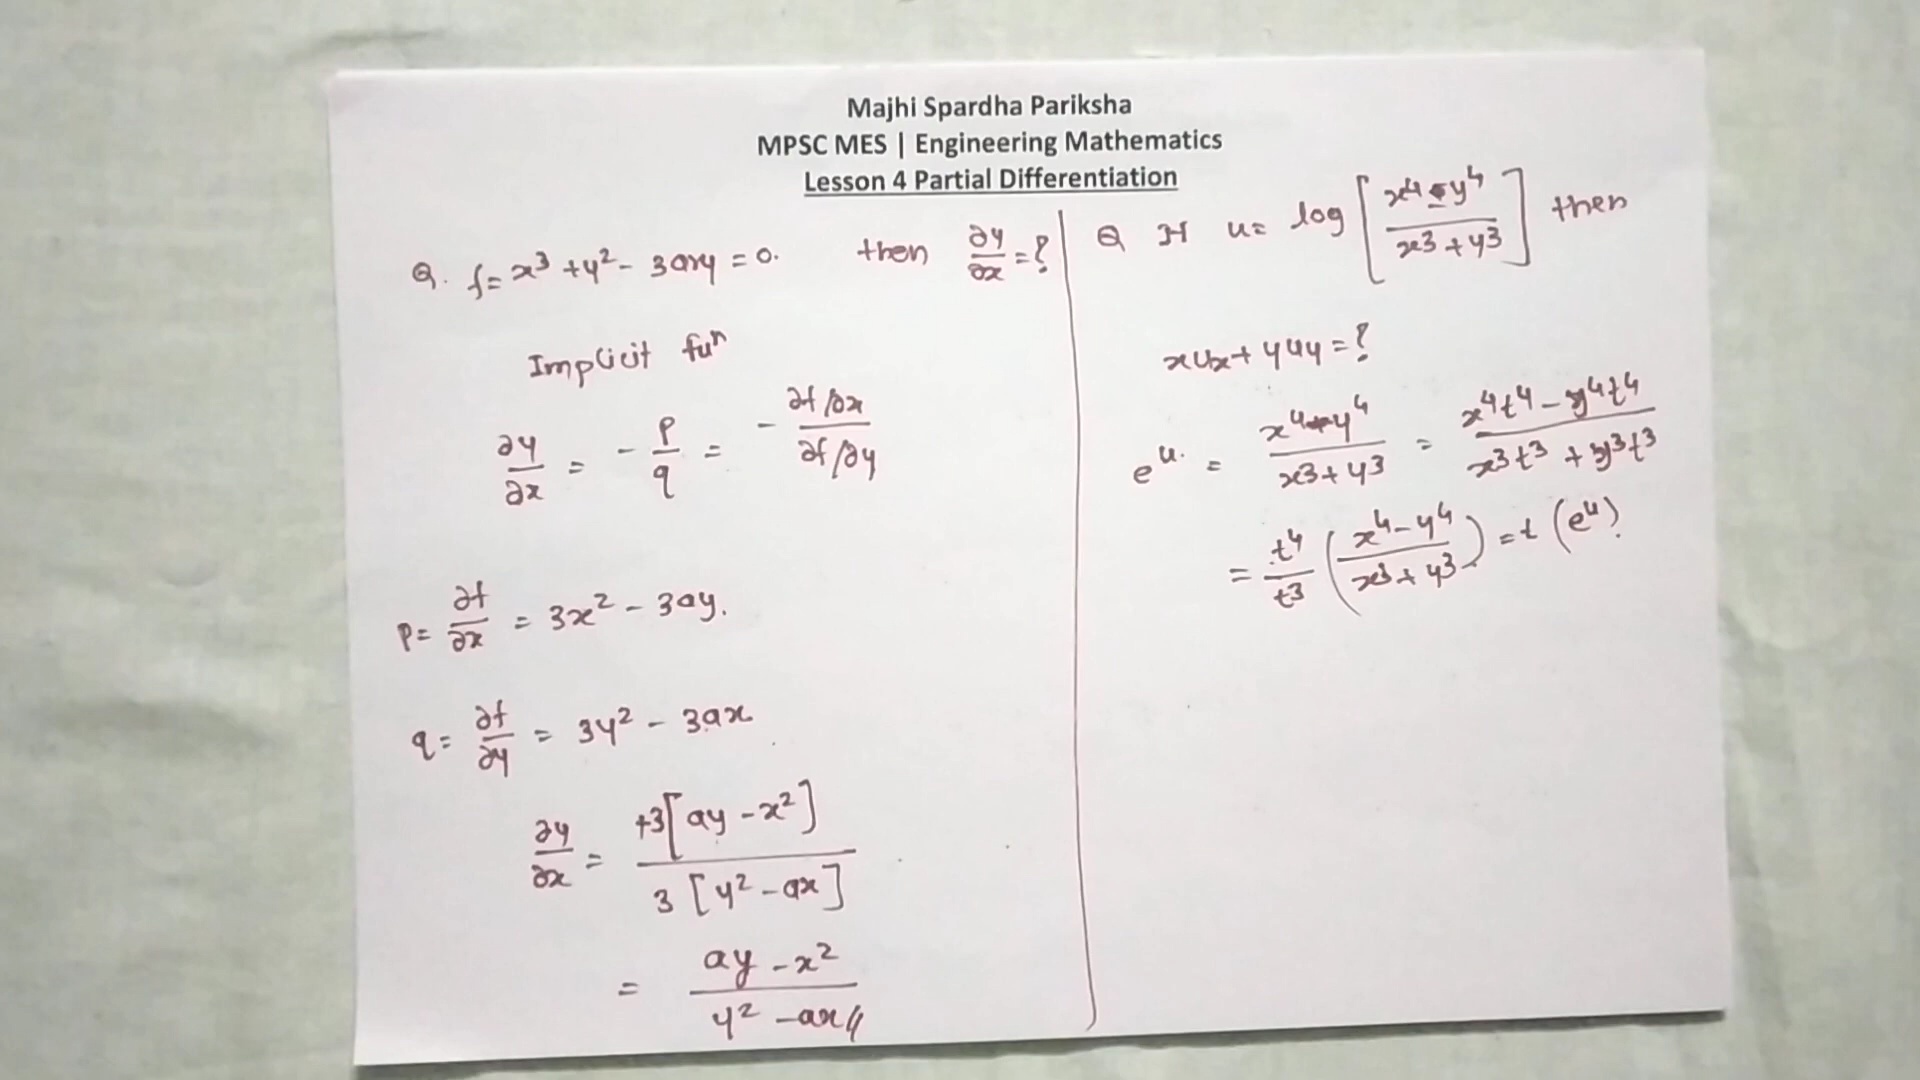 Majhi Spardha Pariksha
MPSC MES | Engineering Mathematics
Lesson 4 Partial Differentiation
Q. f = x³ + y² - 3axy = 0. then ∂y/∂x = ?
Implicit fuⁿ
∂y/∂x = - p/q = - (∂f/∂x)/(∂f/∂y)
p = ∂f/∂x = 3x² - 3ay.
q = ∂f/∂y = 3y² - 3ax
∂y/∂x = +3[ay - x²] / 3[y² - ax]
= (ay - x²)/(y² - ax)
Q If u = log [(x⁴ - y⁴)/(x³ + y³)] then
xux + yuy = ?
eᵘ = (x⁴ - y⁴)/(x³ + y³) = (x⁴t⁴ - y⁴t⁴)/(x³t³ + y³t³)
= t⁴/t³ ((x⁴ - y⁴)/(x³ + y³)) = t (eᵘ)